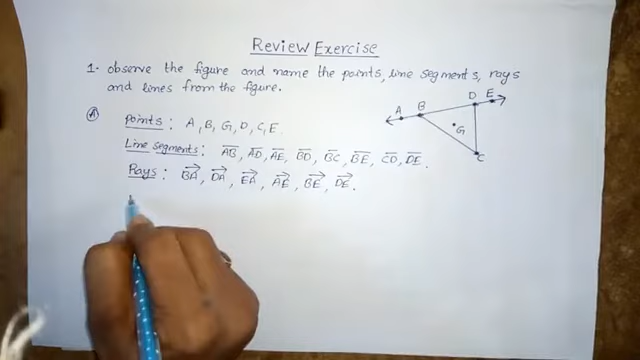 Review Exercise
1. observe the figure and name the points, line segments, rays
and lines from the figure.
A B D E
G
C
A points : A, B, G, D, C, E.
Line segments : AB, AD, AE, BD, BC, BE, CD, DE.
Rays : BA, DA, EA, AE, BE, DE.